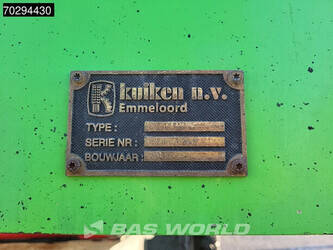 70294430
kuiken n.v.
Emmeloord
TYPE :
SERIE NR :
BOUWJAAR :
BAS WORLD